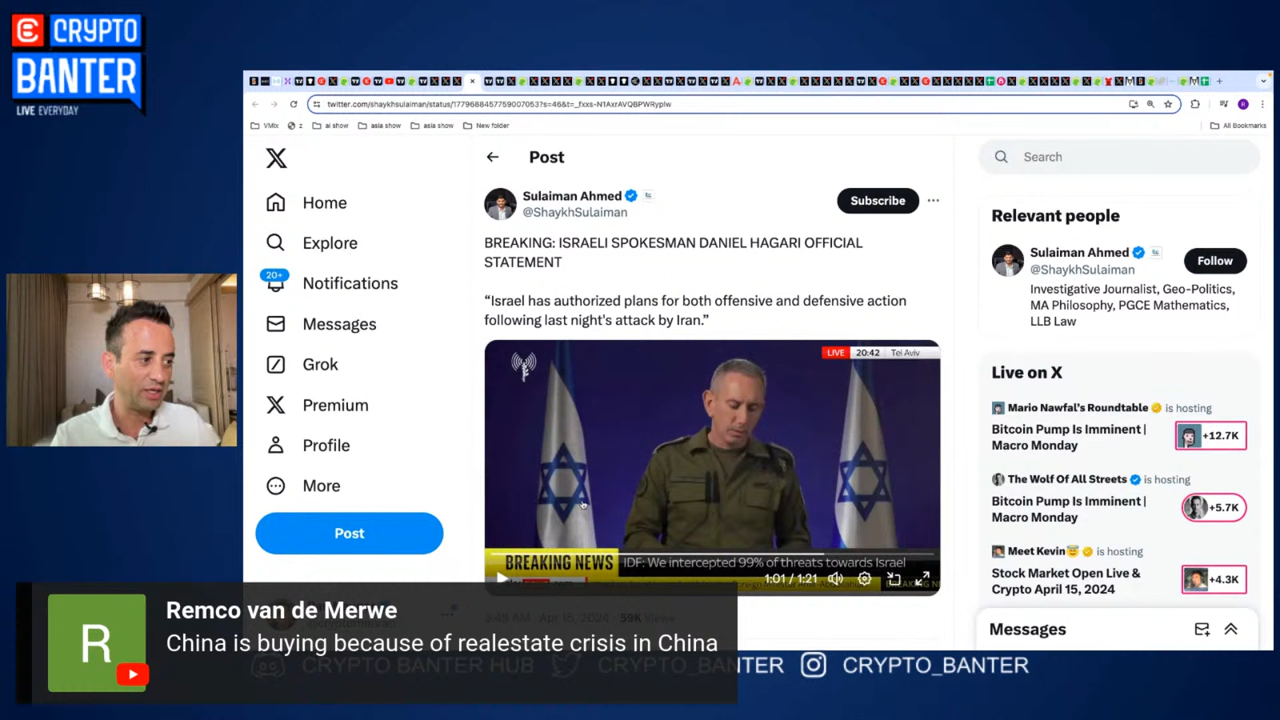 CRYPTO
BANTER
LIVE EVERYDAY
twitter.com/shaykhsulaiman/status/1779688457759007053?s=46&t=_fxxs-N1AxrAVQBPWRyplw
VMix
z
ai show
asia show
asia show
New folder
All Bookmarks
Home
Explore
20+
Notifications
Messages
Grok
Premium
Profile
More
Post
Post
Sulaiman Ahmed
@ShaykhSulaiman
Subscribe
BREAKING: ISRAELI SPOKESMAN DANIEL HAGARI OFFICIAL
STATEMENT
“Israel has authorized plans for both offensive and defensive action
following last night's attack by Iran.”
LIVE 20:42 Tel Aviv
BREAKING NEWS
IDF: We intercepted 99% of threats towards Israel
1:01 / 1:21
3:45 AM · Apr 15, 2024 · 59K Views
Search
Relevant people
Sulaiman Ahmed
@ShaykhSulaiman
Follow
Investigative Journalist, Geo-Politics,
MA Philosophy, PGCE Mathematics,
LLB Law
Live on X
Mario Nawfal's Roundtable is hosting
Bitcoin Pump Is Imminent |
Macro Monday
+12.7K
The Wolf Of All Streets is hosting
Bitcoin Pump Is Imminent |
Macro Monday
+5.7K
Meet Kevin is hosting
Stock Market Open Live &
Crypto April 15, 2024
+4.3K
Messages
R
Remco van de Merwe
China is buying because of realestate crisis in China
CRYPTO BANTER HUB
BANTER
CRYPTO_BANTER